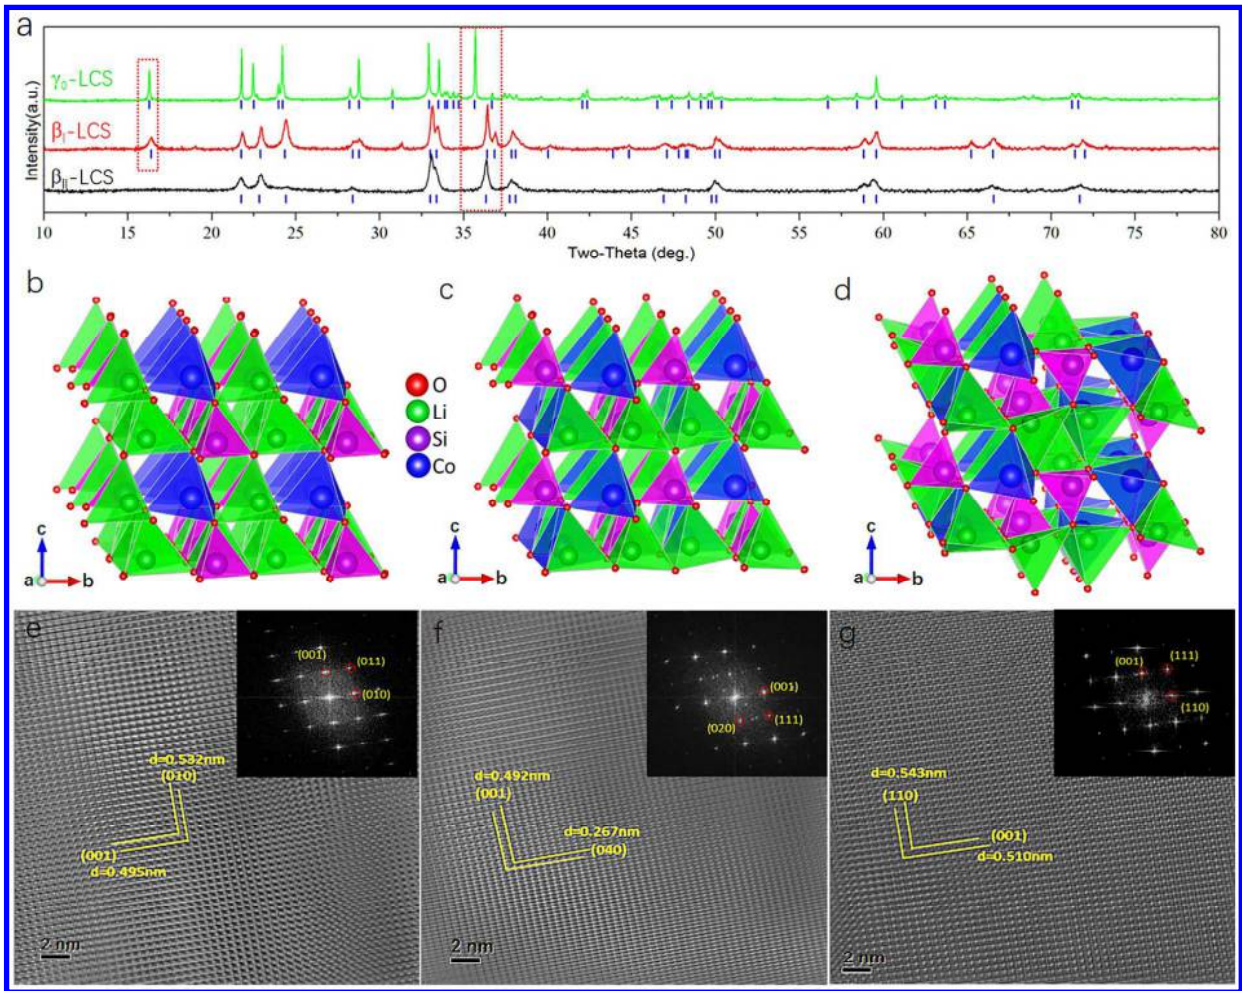 a
Intensity(a.u.)
γ₀-LCS
βI-LCS
βII-LCS
10 15 20 25 30 35 40 45 50 55 60 65 70 75 80
Two-Theta (deg.)
b
c
d
O
Li
Si
Co
c
a b
c
a b
c
a b
e
(001)
(011)
(010)
d=0.532nm
(010)
(001)
d=0.495nm
2 nm
f
(001)
(020)
(111)
d=0.492nm
(001)
d=0.267nm
(040)
2 nm
g
(001)
(111)
(110)
d=0.543nm
(110)
(001)
d=0.510nm
2 nm